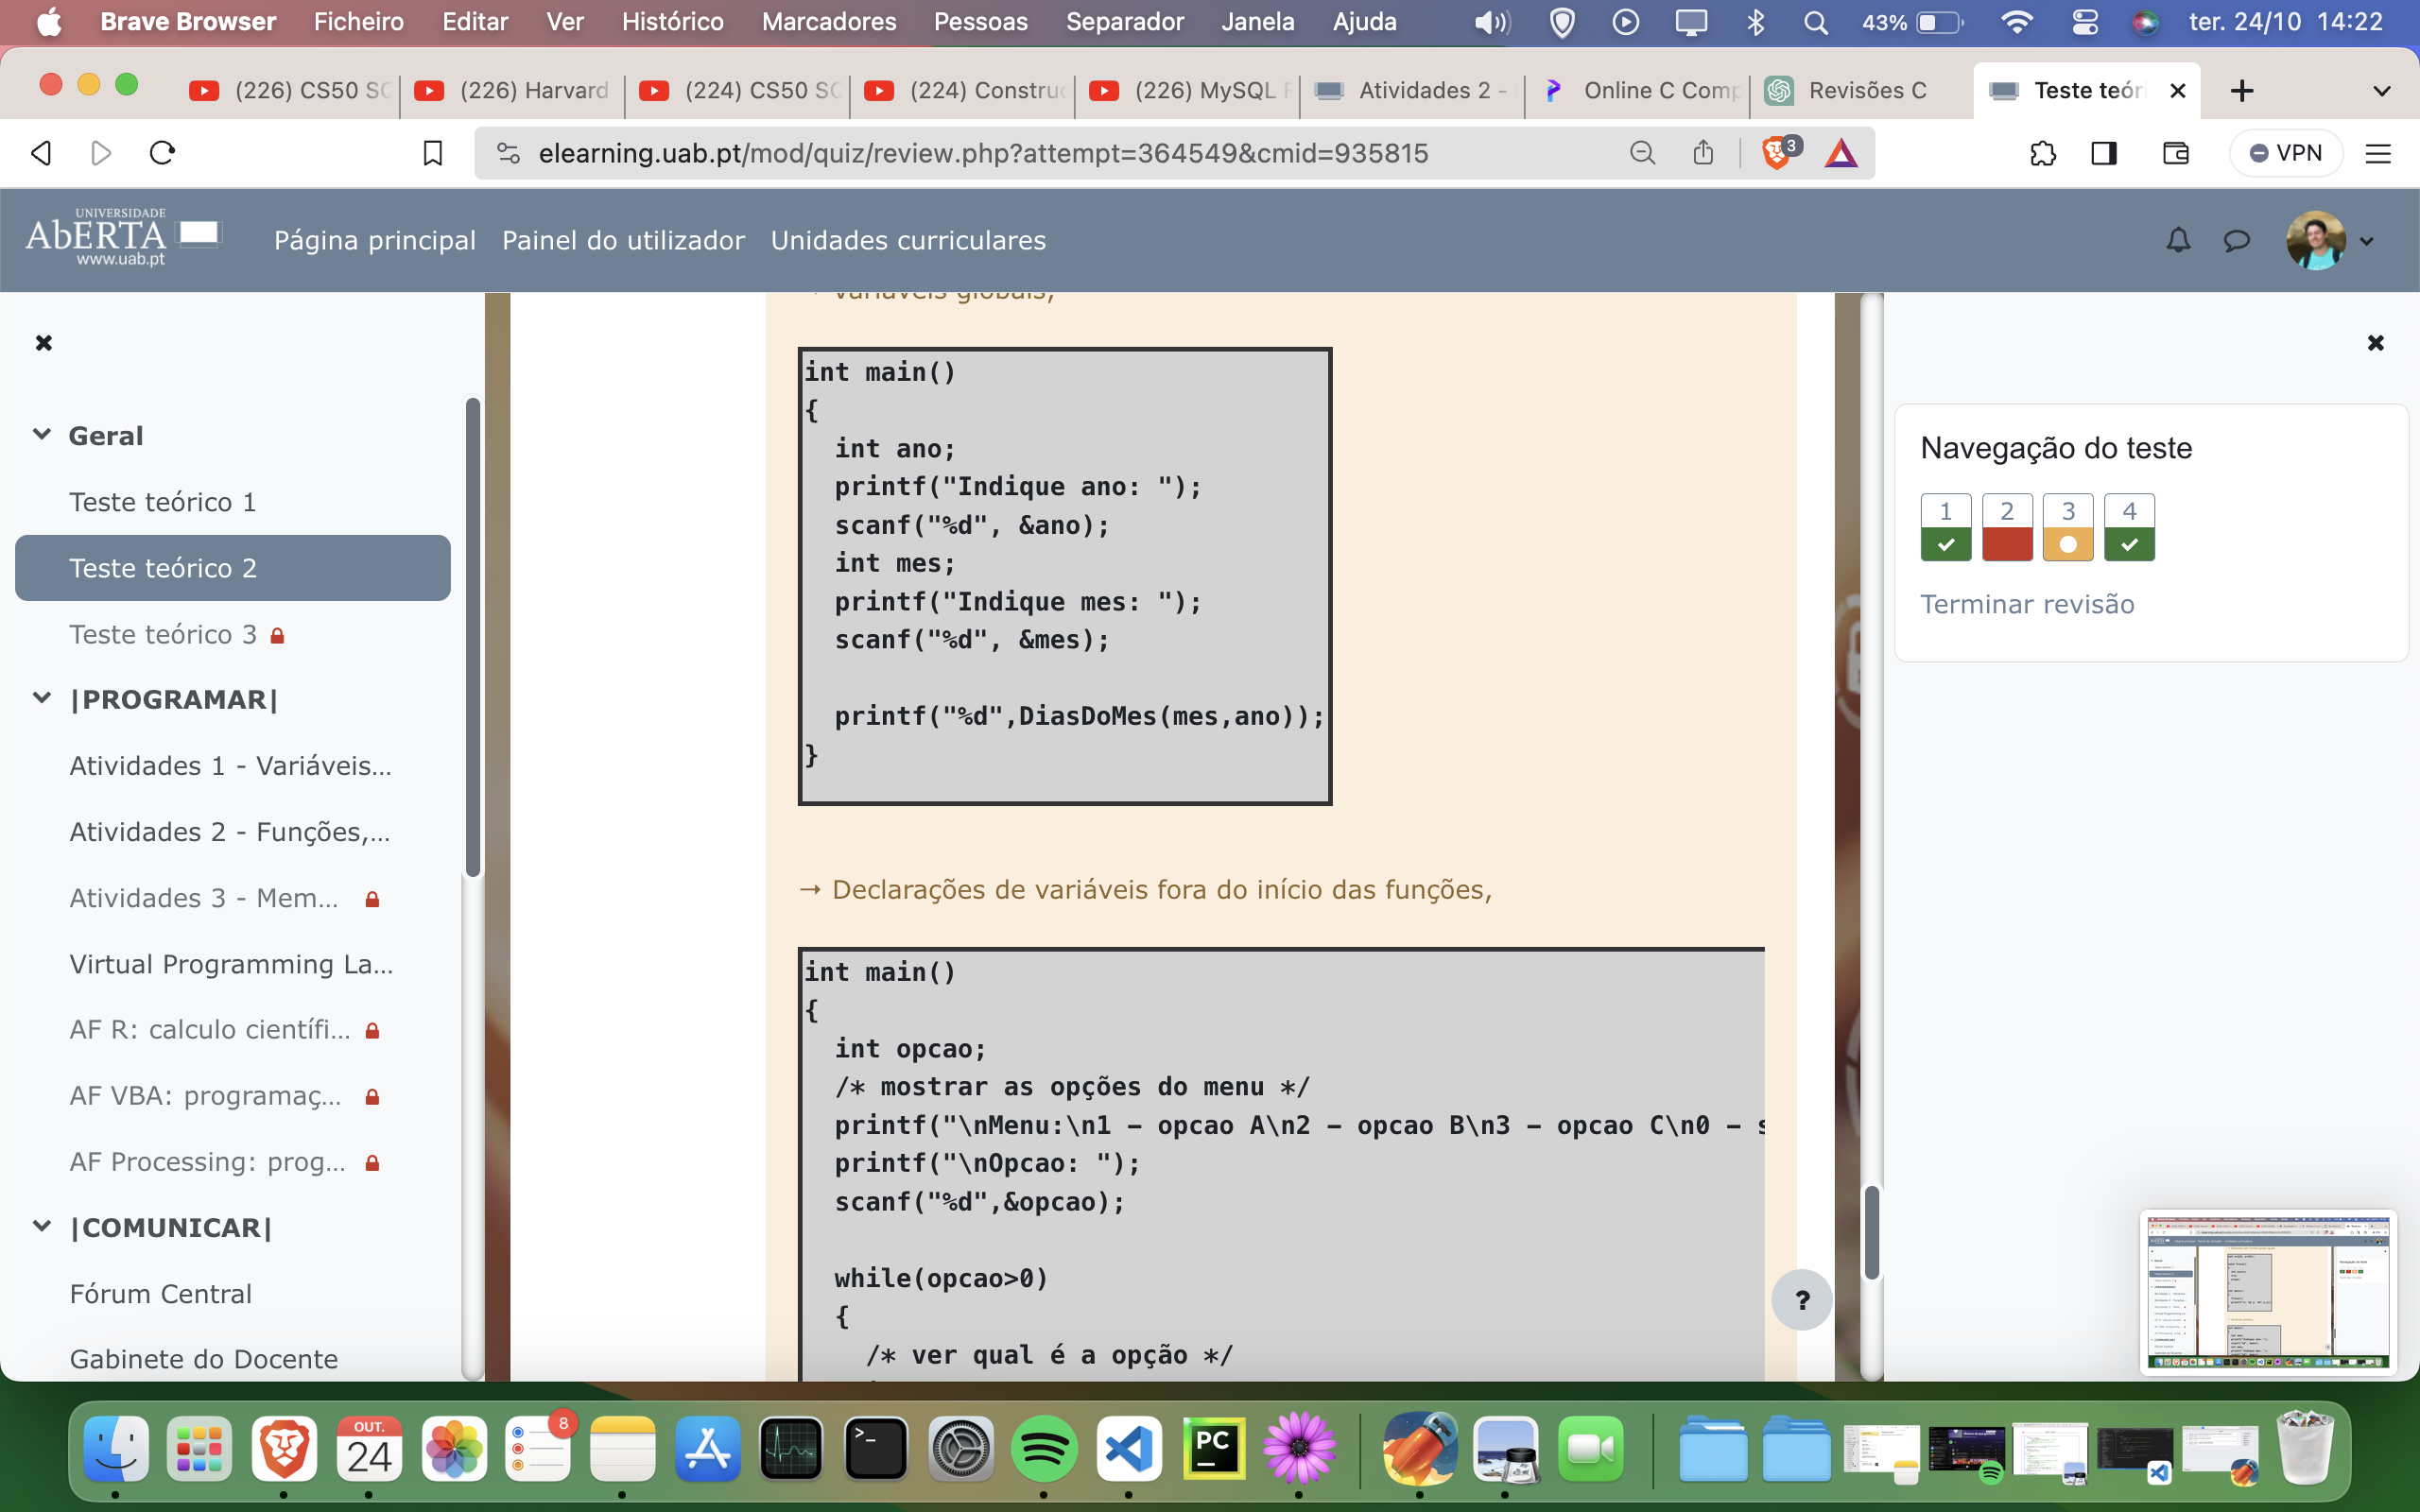 Brave Browser Ficheiro Editar Ver Histórico Marcadores Pessoas Separador Janela Ajuda 43% ter. 24/10 14:22
(226) CS50 SQ (226) Harvard (224) CS50 SQ (224) Construc (226) MySQL Atividades 2 - Online C Comp Revisões C Teste teóri
elearning.uab.pt/mod/quiz/review.php?attempt=364549&cmid=935815 3 VPN
UNIVERSIDADE
AbERTA
www.uab.pt
Página principal Painel do utilizador Unidades curriculares
Geral
Teste teórico 1
Teste teórico 2
Teste teórico 3
|PROGRAMAR|
Atividades 1 - Variáveis...
Atividades 2 - Funções,...
Atividades 3 - Mem...
Virtual Programming La...
AF R: calculo científi...
AF VBA: programaç...
AF Processing: prog...
|COMUNICAR|
Fórum Central
Gabinete do Docente
→ variáveis globais,
int main()
{
int ano;
printf("Indique ano: ");
scanf("%d", &ano);
int mes;
printf("Indique mes: ");
scanf("%d", &mes);
printf("%d",DiasDoMes(mes,ano));
}
→ Declarações de variáveis fora do início das funções,
int main()
{
int opcao;
/* mostrar as opções do menu */
printf("\nMenu:\n1 - opcao A\n2 - opcao B\n3 - opcao C\n0 - s
printf("\nOpcao: ");
scanf("%d",&opcao);
while(opcao>0)
{
/* ver qual é a opção */
Navegação do teste
1 2 3 4
Terminar revisão
?
OUT.
24
8
>_
PC